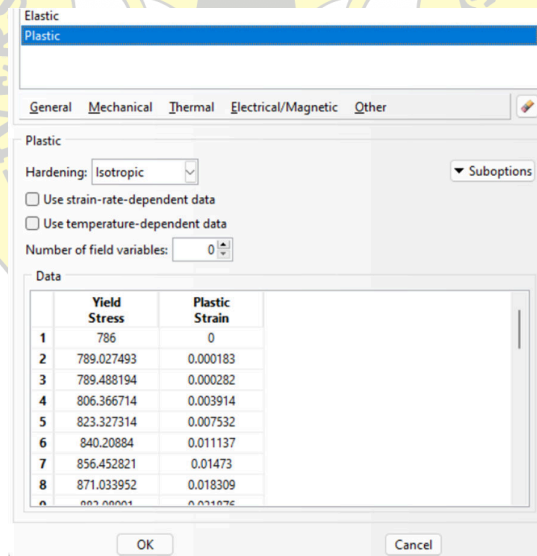 Elastic
Plastic
General Mechanical Thermal Electrical/Magnetic Other
Plastic
Hardening: Isotropic
Suboptions
Use strain-rate-dependent data
Use temperature-dependent data
Number of field variables: 0
Data
Yield Stress Plastic Strain
1 786 0
2 789.027493 0.000183
3 789.488194 0.000282
4 806.366714 0.003914
5 823.327314 0.007532
6 840.20884 0.011137
7 856.452821 0.01473
8 871.033952 0.018309
OK Cancel